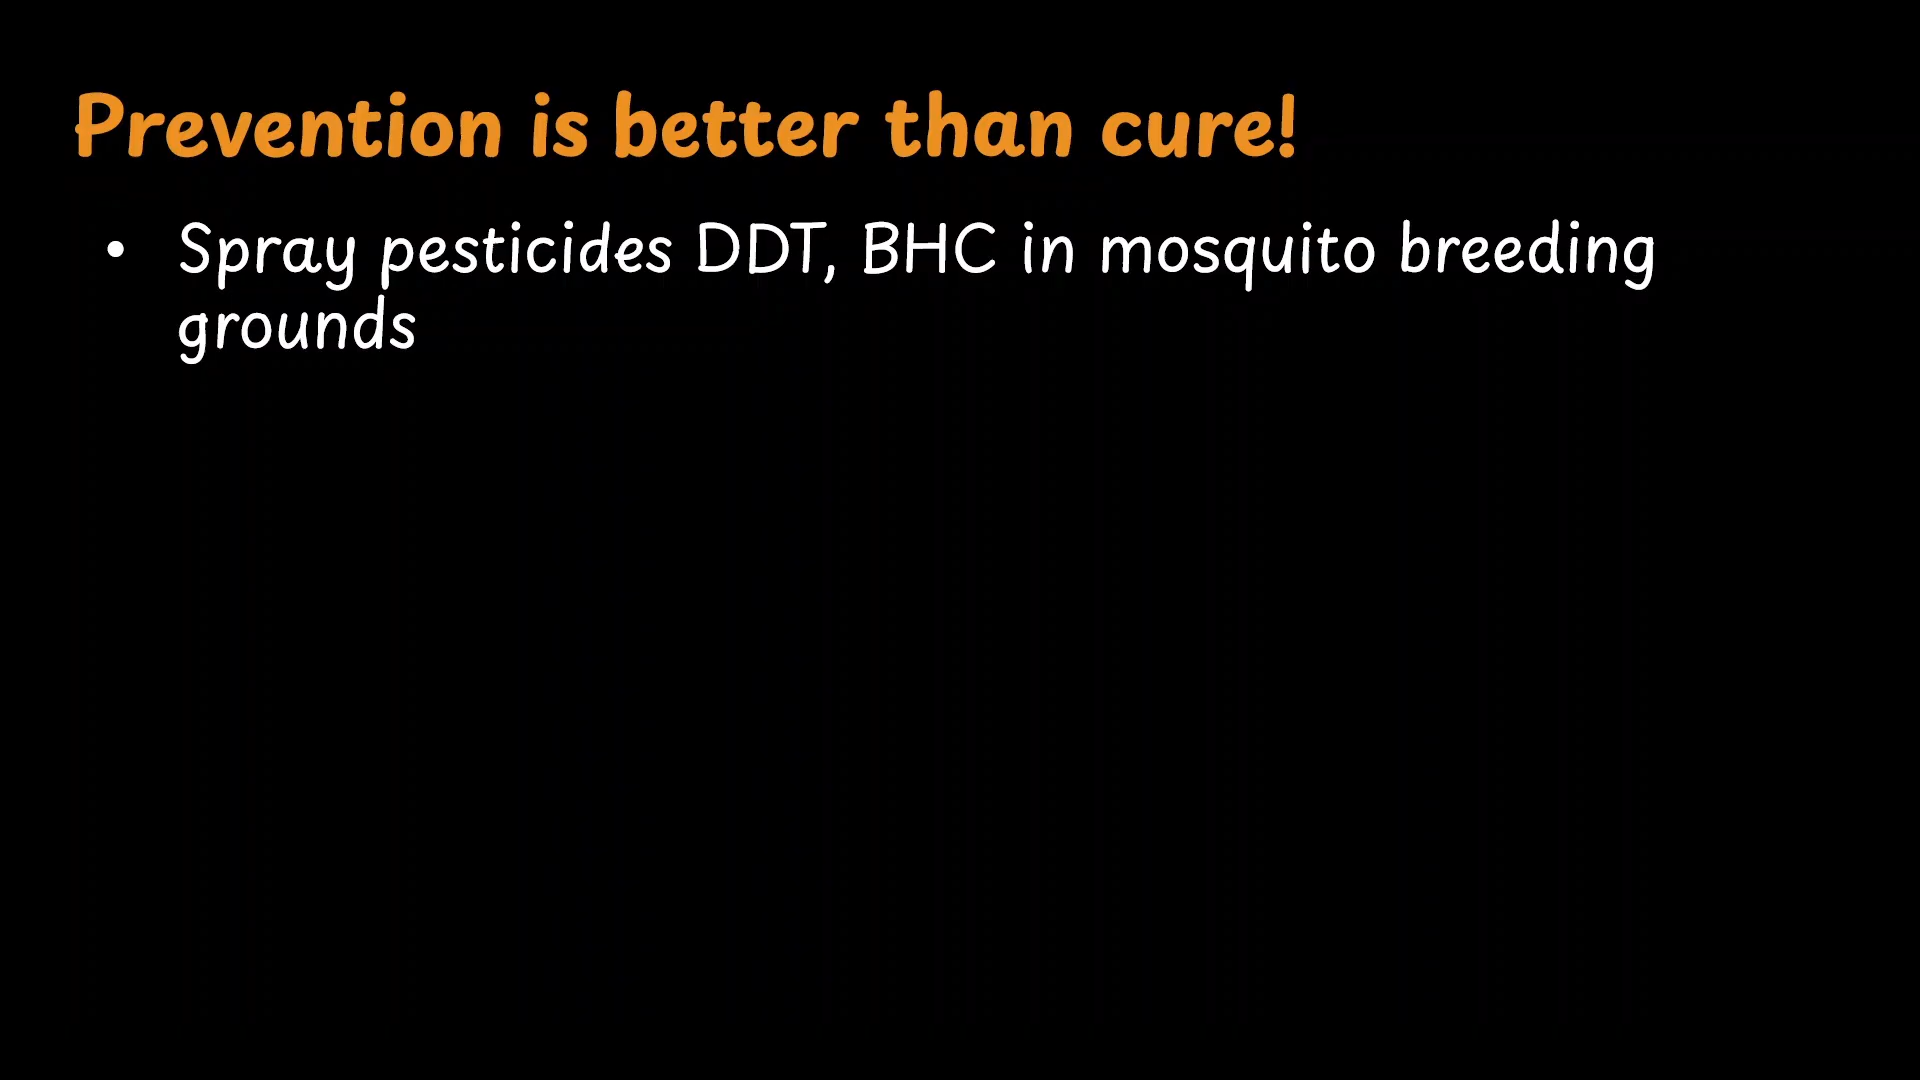 Prevention is better than cure!
• Spray pesticides DDT, BHC in mosquito breeding
grounds